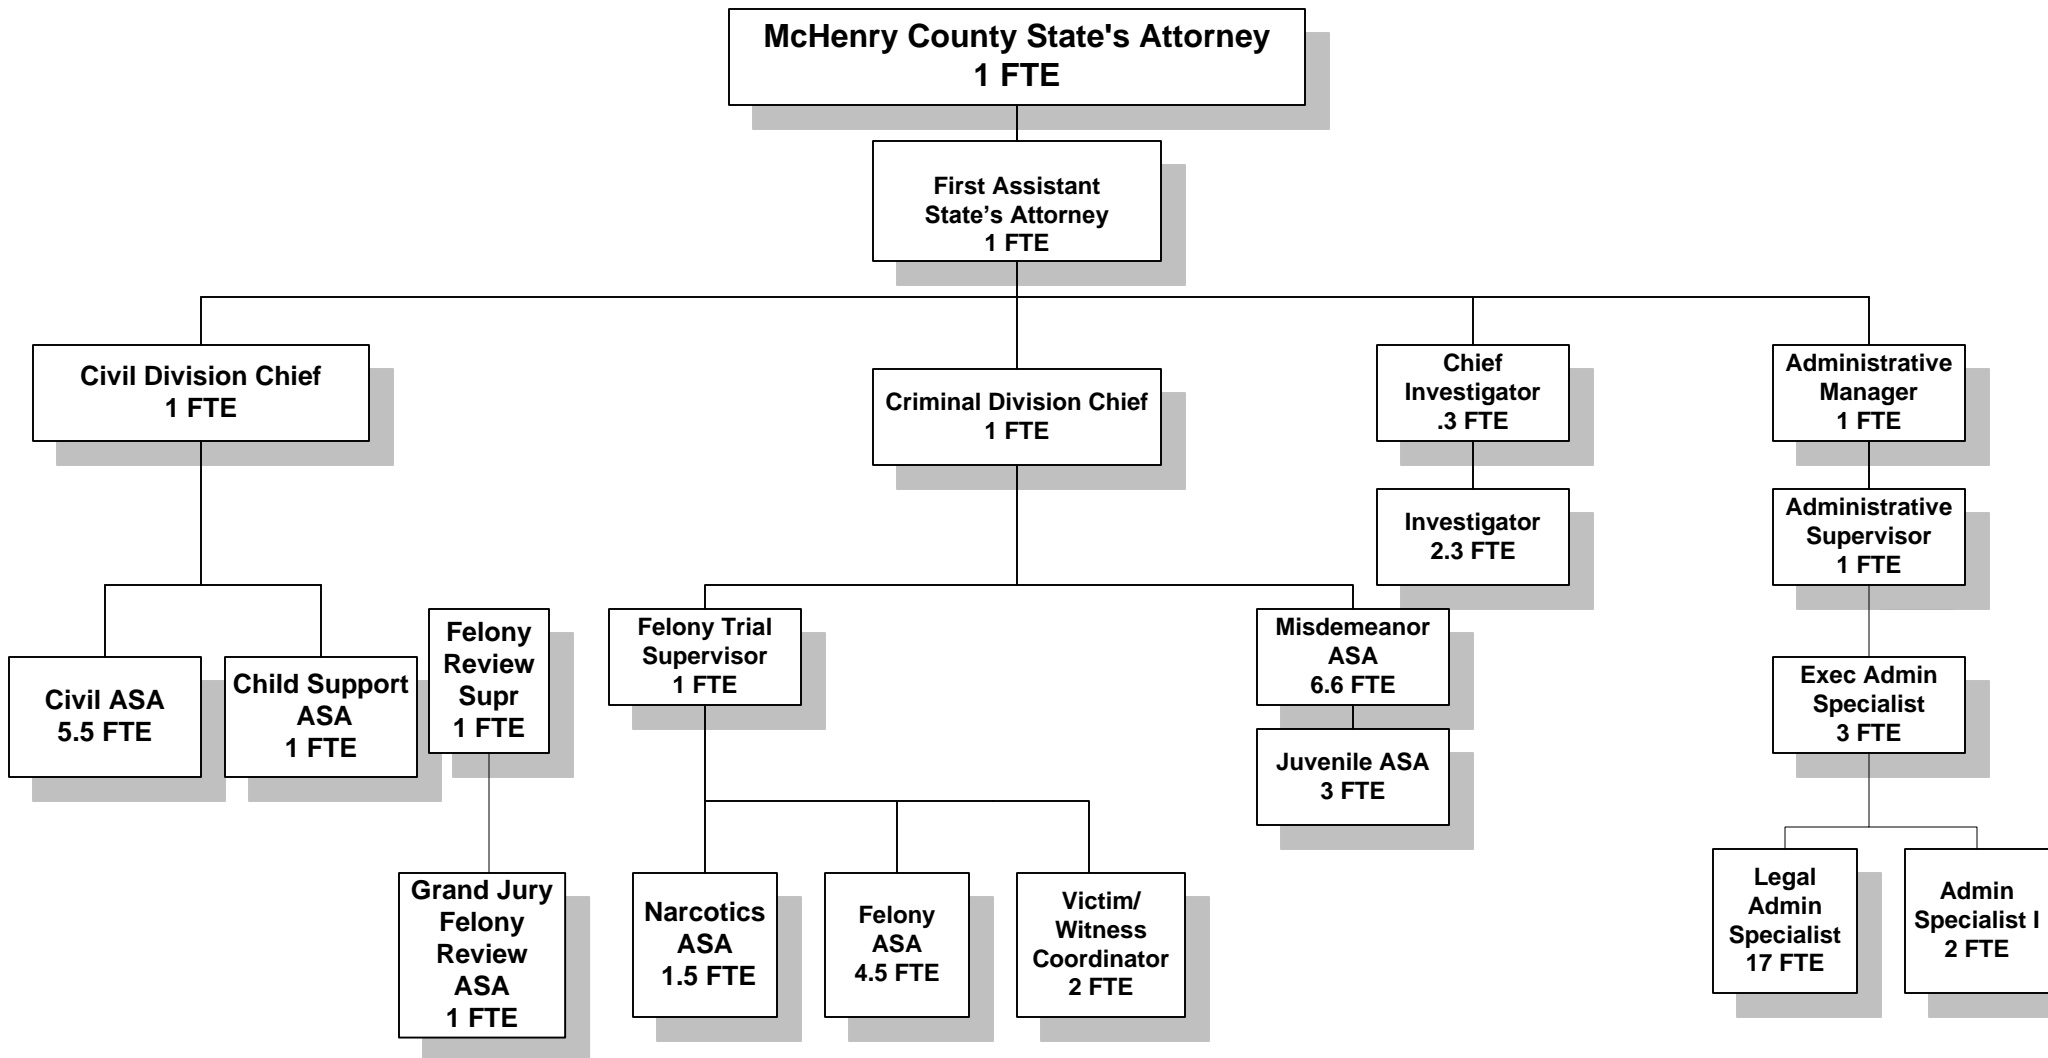 McHenry County State's Attorney
1 FTE
First Assistant
State’s Attorney
1 FTE
Civil Division Chief
1 FTE
Criminal Division Chief
1 FTE
Chief
Investigator
.3 FTE
Administrative
Manager
1 FTE
Investigator
2.3 FTE
Administrative
Supervisor
1 FTE
Civil ASA
5.5 FTE
Child Support
ASA
1 FTE
Felony
Review
Supr
1 FTE
Felony Trial
Supervisor
1 FTE
Misdemeanor
ASA
6.6 FTE
Juvenile ASA
3 FTE
Exec Admin
Specialist
3 FTE
Grand Jury
Felony
Review
ASA
1 FTE
Narcotics
ASA
1.5 FTE
Felony
ASA
4.5 FTE
Victim/
Witness
Coordinator
2 FTE
Legal
Admin
Specialist
17 FTE
Admin
Specialist I
2 FTE